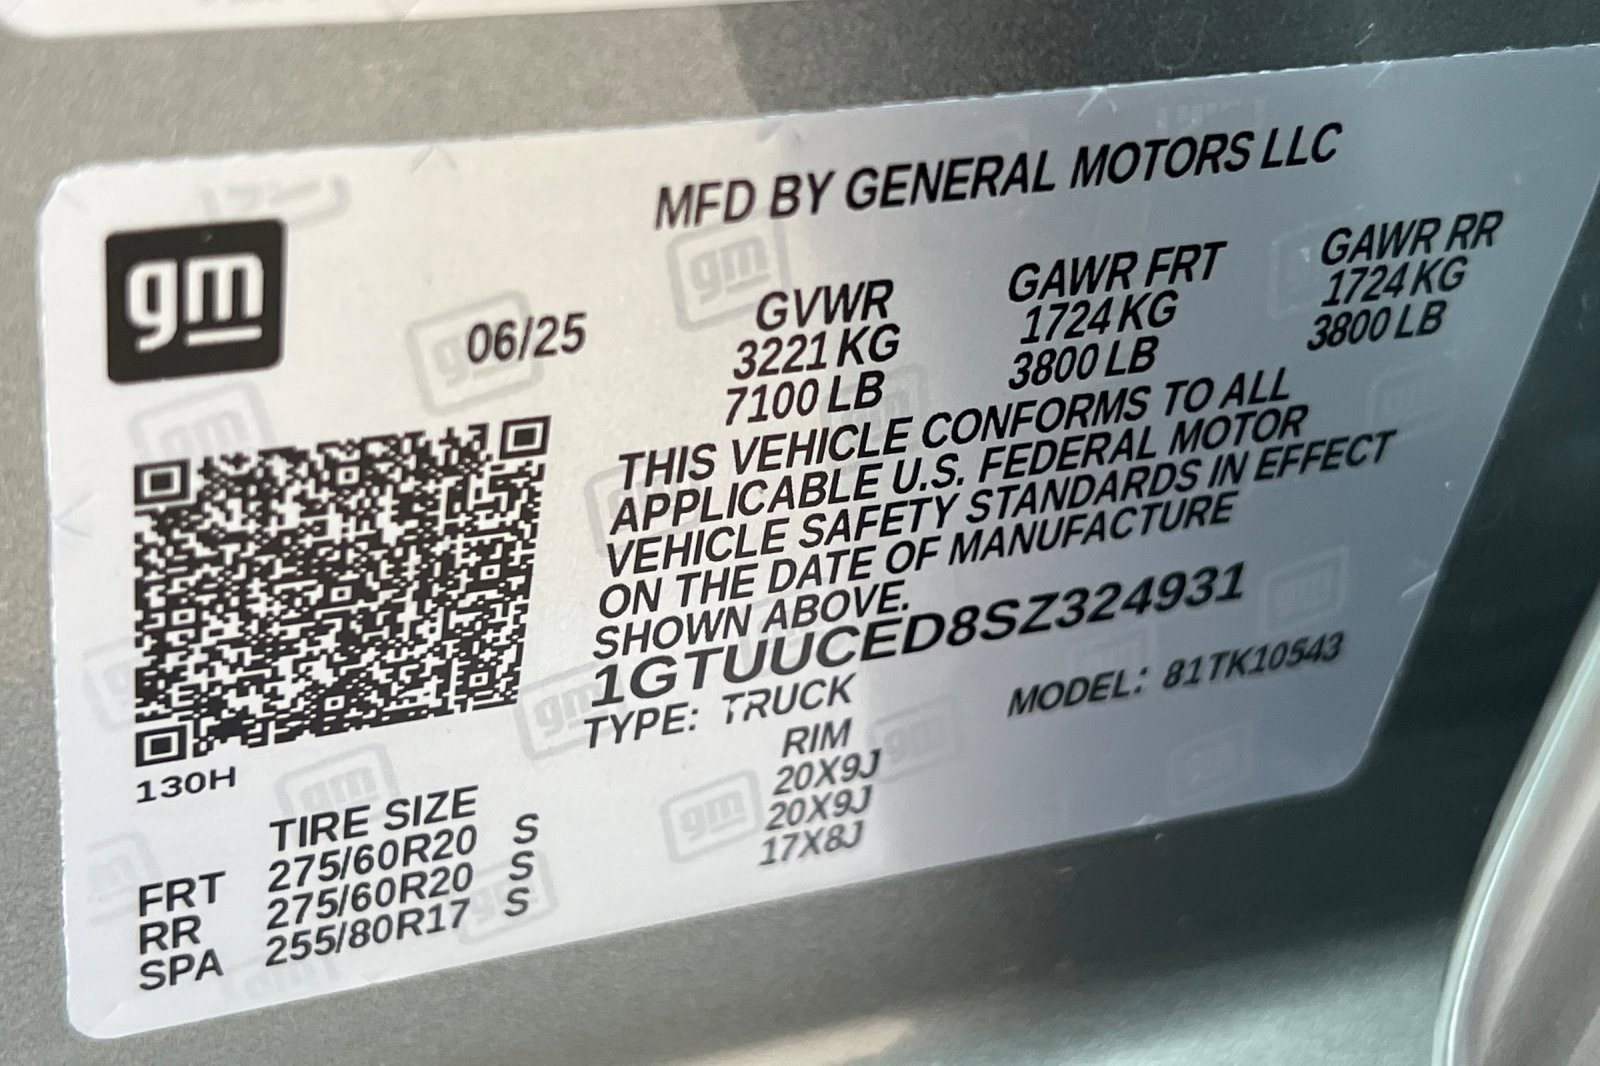 MFD BY GENERAL MOTORS LLC
gm
06/25
GVWR GAWR FRT GAWR RR
3221 KG 1724 KG 1724 KG
7100 LB 3800 LB 3800 LB
THIS VEHICLE CONFORMS TO ALL
APPLICABLE U.S. FEDERAL MOTOR
VEHICLE SAFETY STANDARDS IN EFFECT
ON THE DATE OF MANUFACTURE
SHOWN ABOVE.
1GTUUCED8SZ324931
TYPE: TRUCK MODEL: 81TK10543
130H
TIRE SIZE RIM
FRT 275/60R20 S 20X9J
RR 275/60R20 S 20X9J
SPA 255/80R17 S 17X8J